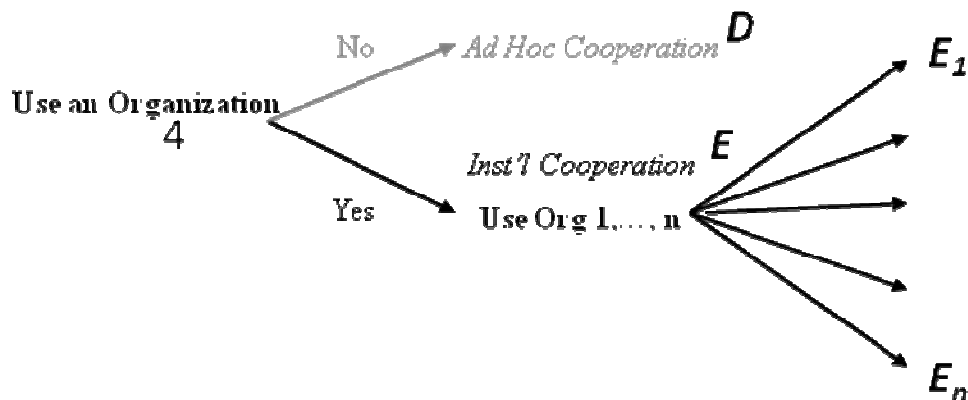 No
Ad Hoc Cooperation D
E1
Use an Organization
4
Inst'l Cooperation E
Yes
Use Org 1,..., n
En